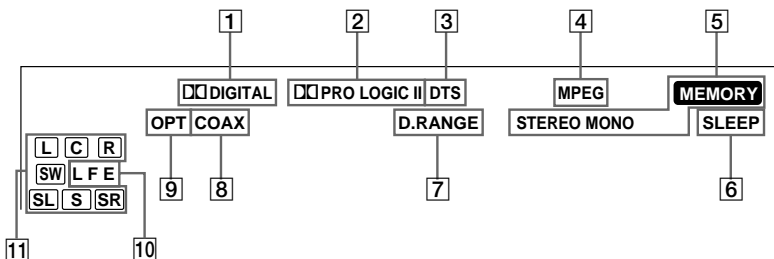 1 2 3 4 5
DIGITAL PRO LOGIC II DTS MPEG MEMORY
OPT COAX D.RANGE STEREO MONO SLEEP
L C R
SW L F E
9 8 7 6
SL S SR
11 10